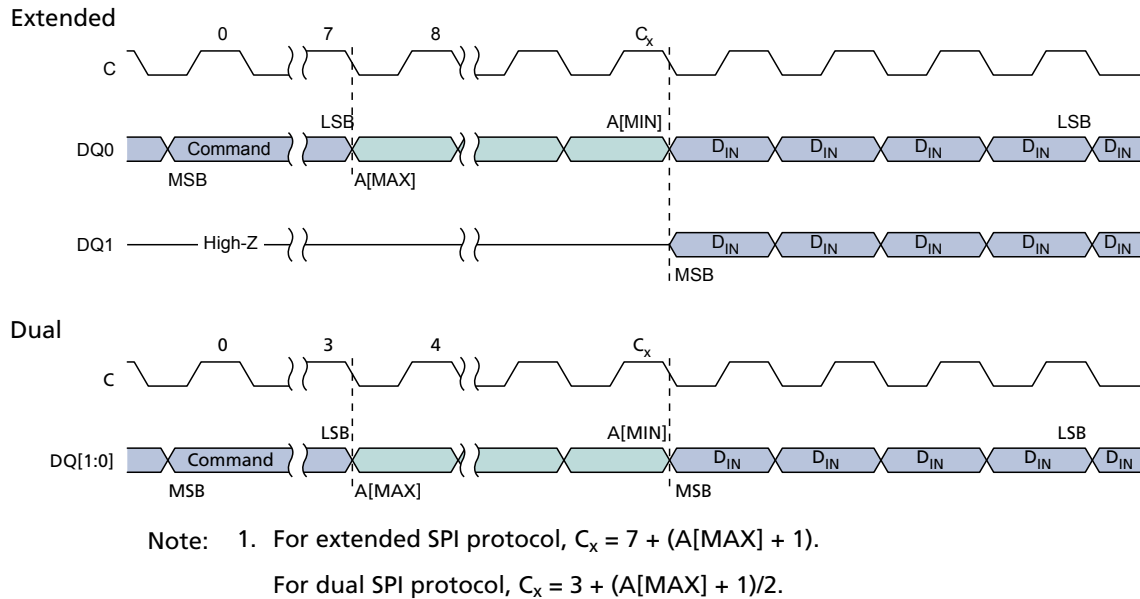 Extended
0 7 8 Cx
C
LSB A[MIN] LSB
DQ0 Command DIN DIN DIN DIN DIN
MSB A[MAX]
DQ1 High-Z DIN DIN DIN DIN DIN
MSB
Dual
0 3 4 Cx
C
LSB A[MIN] LSB
DQ[1:0] Command DIN DIN DIN DIN DIN
MSB A[MAX] MSB
Note: 1. For extended SPI protocol, Cx = 7 + (A[MAX] + 1).
For dual SPI protocol, Cx = 3 + (A[MAX] + 1)/2.